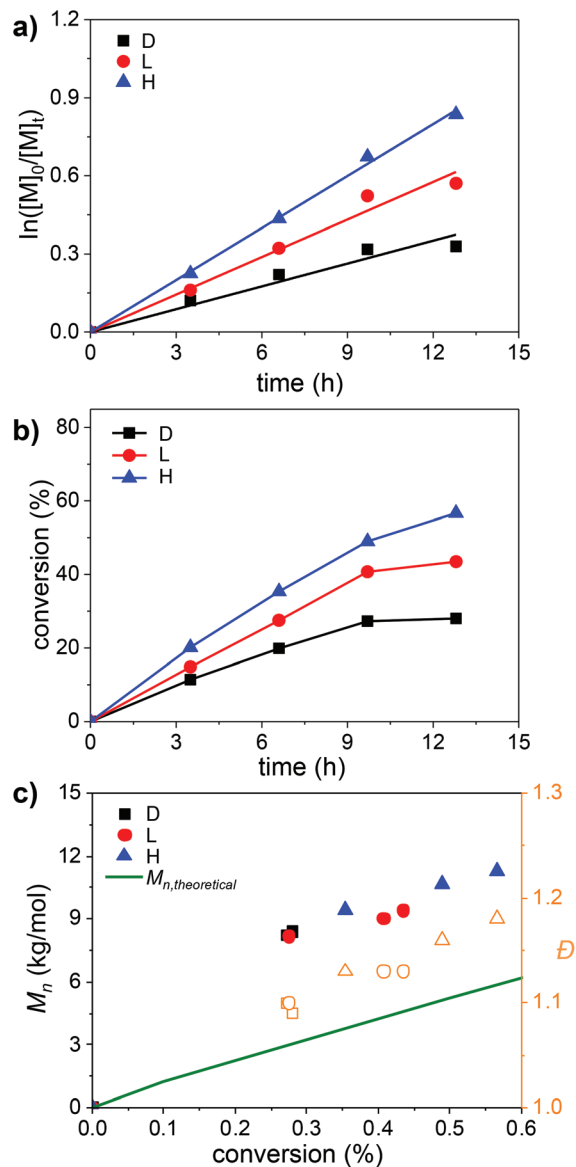 a)
1.2
0.9
0.6
0.3
0.0
ln([M]0/[M]t)
D
L
H
0
3
6
9
12
15
time (h)
b)
80
60
40
20
0
conversion (%)
D
L
H
0
3
6
9
12
15
time (h)
c)
15
12
9
6
3
0
Mn (kg/mol)
D
L
H
Mn,theoretical
1.3
1.2
1.1
1.0
Đ
0.0
0.1
0.2
0.3
0.4
0.5
0.6
conversion (%)